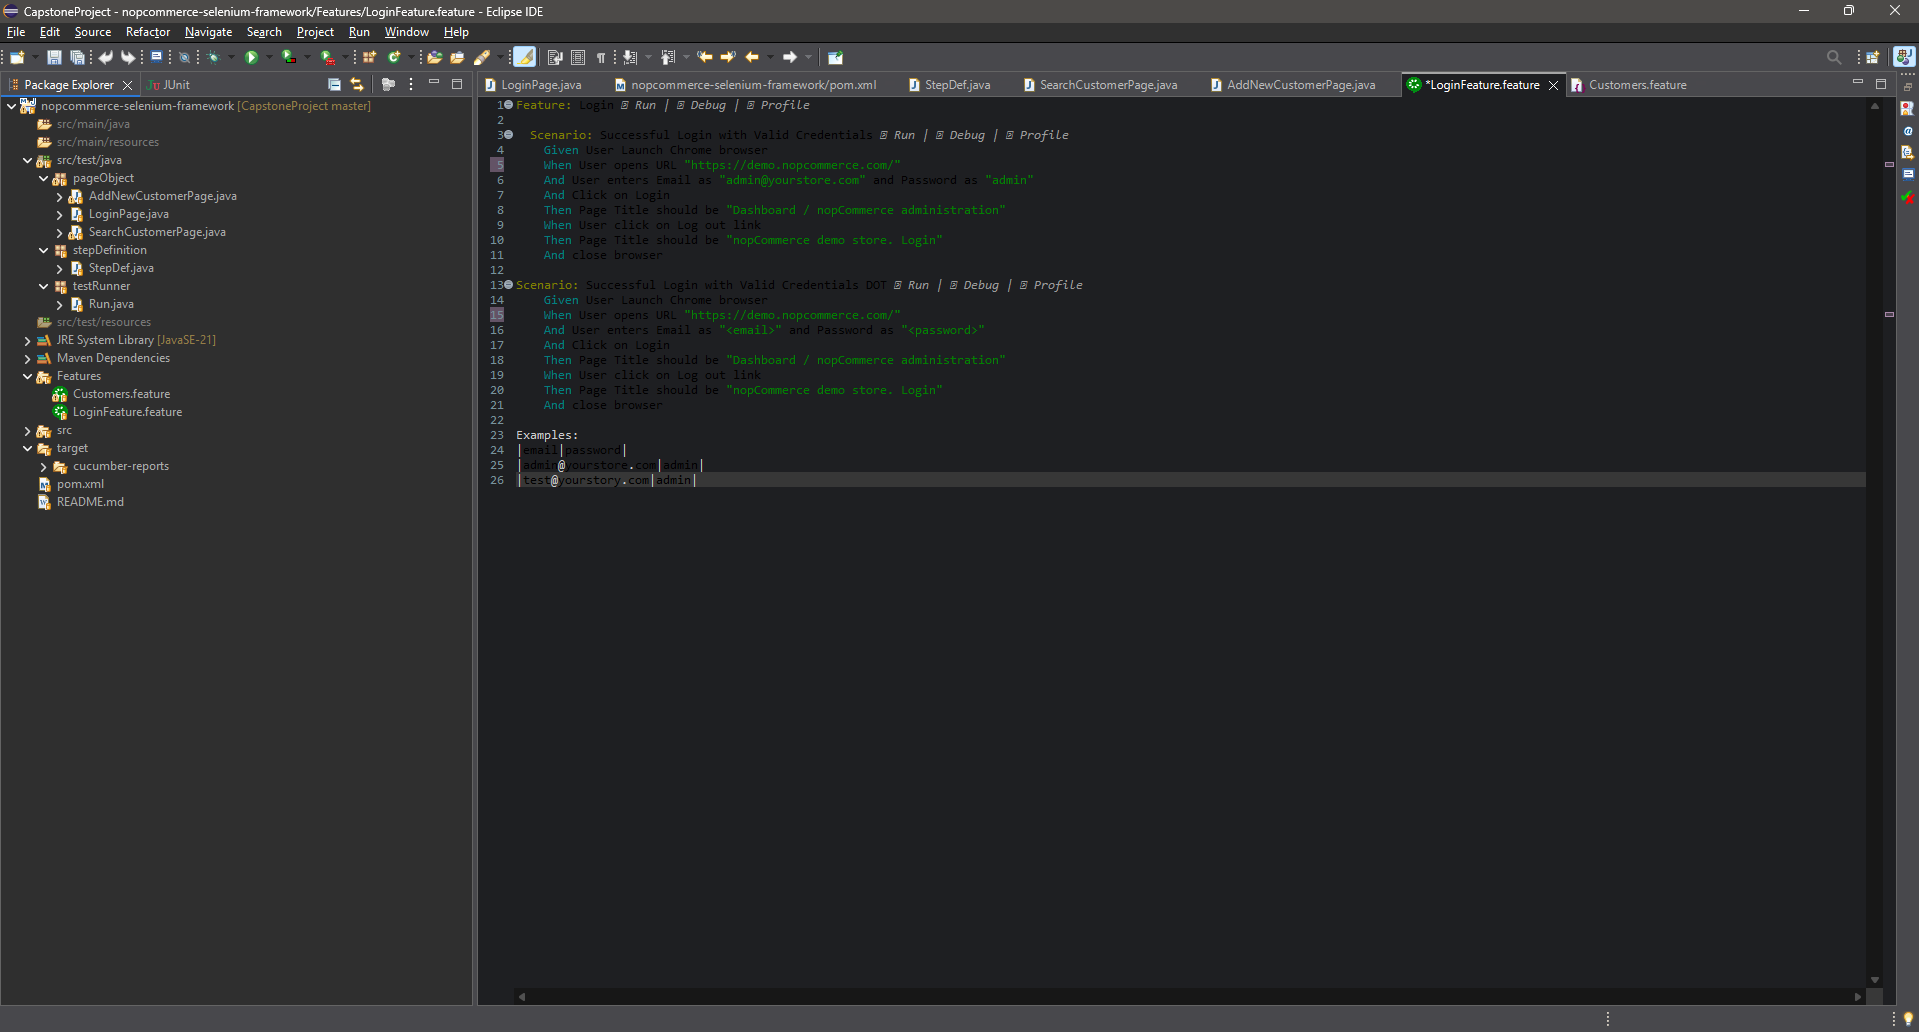 CapstoneProject - nopcommerce-selenium-framework/Features/LoginFeature.feature - Eclipse IDE
File Edit Source Refactor Navigate Search Project Run Window Help
Package Explorer
Ju JUnit
LoginPage.java
nopcommerce-selenium-framework/pom.xml
StepDef.java
SearchCustomerPage.java
AddNewCustomerPage.java
*LoginFeature.feature
Customers.feature
nopcommerce-selenium-framework [CapstoneProject master]
src/main/java
src/main/resources
src/test/java
pageObject
AddNewCustomerPage.java
LoginPage.java
SearchCustomerPage.java
stepDefinition
StepDef.java
testRunner
Run.java
src/test/resources
JRE System Library [JavaSE-21]
Maven Dependencies
Features
Customers.feature
LoginFeature.feature
src
target
cucumber-reports
pom.xml
README.md
1 Feature: Login Run | Debug | Profile
2
3 Scenario: Successful Login with Valid Credentials Run | Debug | Profile
4 Given User Launch Chrome browser
5 When User opens URL "https://demo.nopcommerce.com/"
6 And User enters Email as "admin@yourstore.com" and Password as "admin"
7 And Click on Login
8 Then Page Title should be "Dashboard / nopCommerce administration"
9 When User click on Log out link
10 Then Page Title should be "nopCommerce demo store. Login"
11 And close browser
12
13 Scenario: Successful Login with Valid Credentials DOT Run | Debug | Profile
14 Given User Launch Chrome browser
15 When User opens URL "https://demo.nopcommerce.com/"
16 And User enters Email as "<email>" and Password as "<password>"
17 And Click on Login
18 Then Page Title should be "Dashboard / nopCommerce administration"
19 When User click on Log out link
20 Then Page Title should be "nopCommerce demo store. Login"
21 And close browser
22
23 Examples:
24 |email|password|
25 |admin@yourstore.com|admin|
26 |test@yourstory.com|admin|